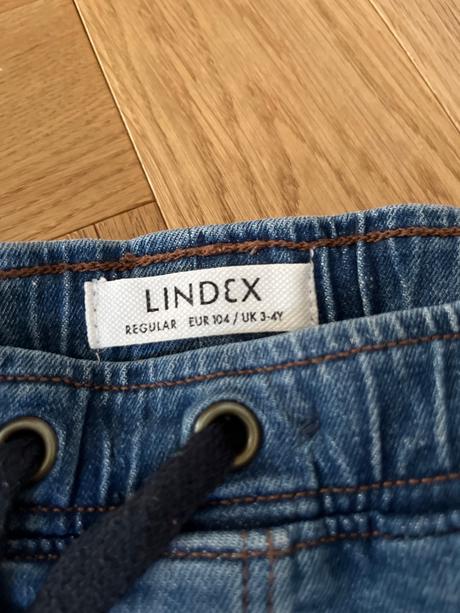 LINDEX
REGULAR EUR 104 / UK 3-4Y